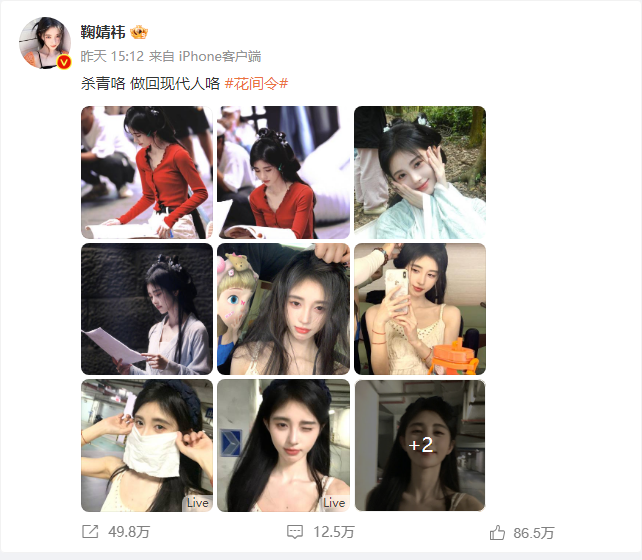 鞠婧祎
昨天 15:12 来自 iPhone客户端
杀青咯 做回现代人咯 #花间令#
Live
Live
+2
49.8万
12.5万
86.5万